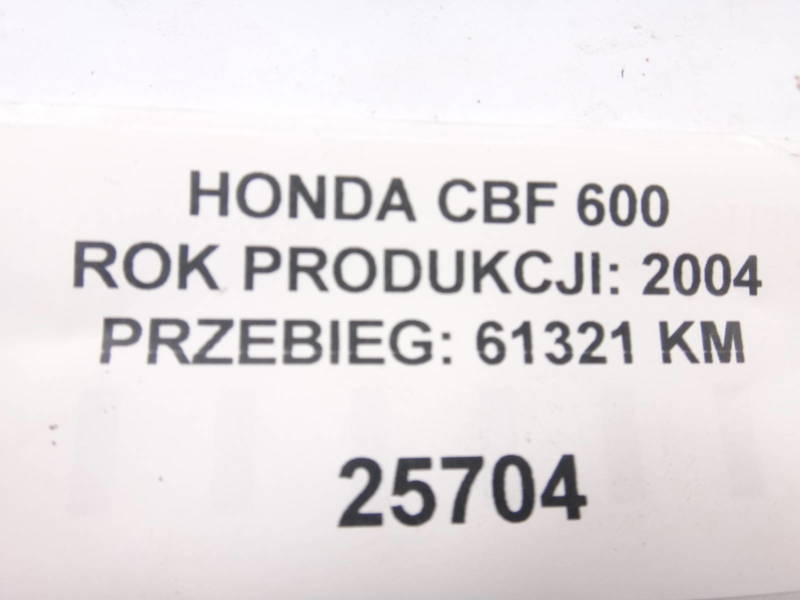 HONDA CBF 600
ROK PRODUKCJI: 2004
PRZEBIEG: 61321 KM
25704